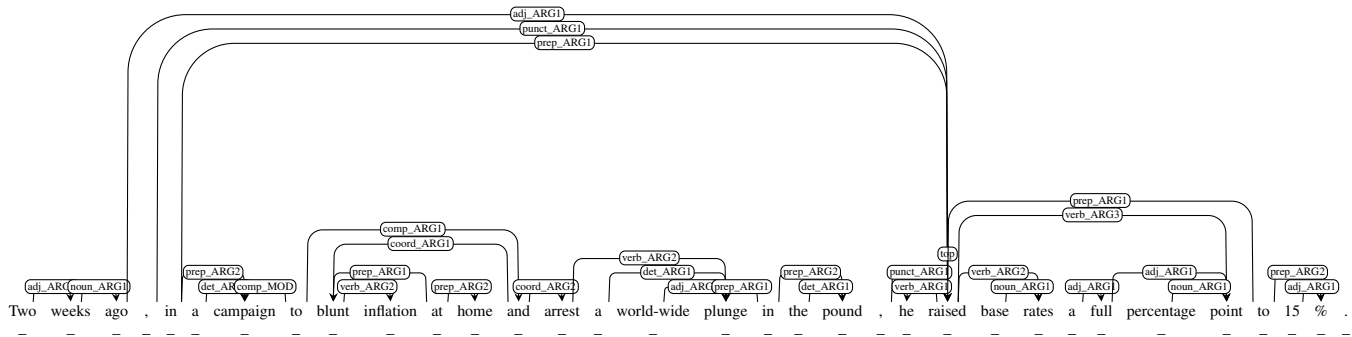 adj_ARG1
punct_ARG1
prep_ARG1
prep_ARG1
verb_ARG3
comp_ARG1
coord_ARG1
top
verb_ARG2
prep_ARG2 prep_ARG1 det_ARG1 prep_ARG2 punct_ARG1 verb_ARG2 adj_ARG1 prep_ARG2
adj_ARG noun_ARG1 det_AR comp_MOD verb_ARG2 prep_ARG2 coord_ARG2 adj_ARG prep_ARG1 det_ARG1 verb_ARG1 noun_ARG1 adj_ARG1 noun_ARG1 adj_ARG1
Two weeks ago , in a campaign to blunt inflation at home and arrest a world-wide plunge in the pound , he raised base rates a full percentage point to 15 % .
_ _ _ _ _ _ _ _ _ _ _ _ _ _ _ _ _ _ _ _ _ _ _ _ _ _ _ _ _ _ _ _ _